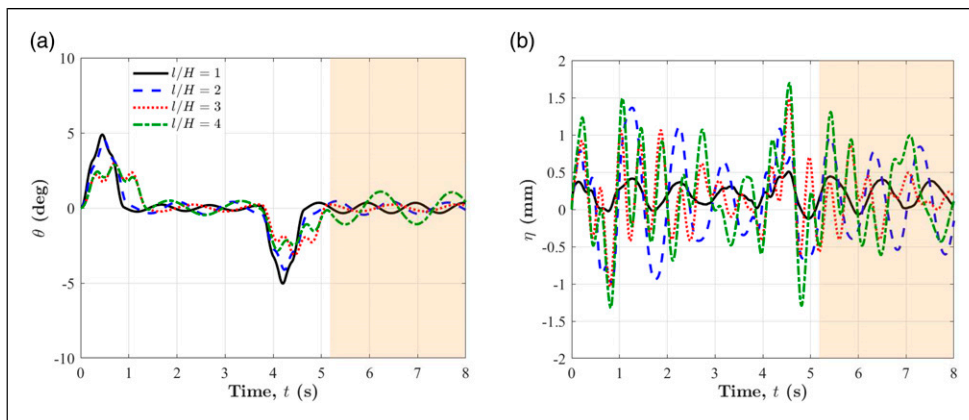 (a)
10
5
0
-5
-10
θ (deg)
l/H = 1
l/H = 2
l/H = 3
l/H = 4
0 1 2 3 4 5 6 7 8
Time, t (s)
(b)
2
1.5
1
0.5
0
-0.5
-1
-1.5
-2
η (mm)
0 1 2 3 4 5 6 7 8
Time, t (s)